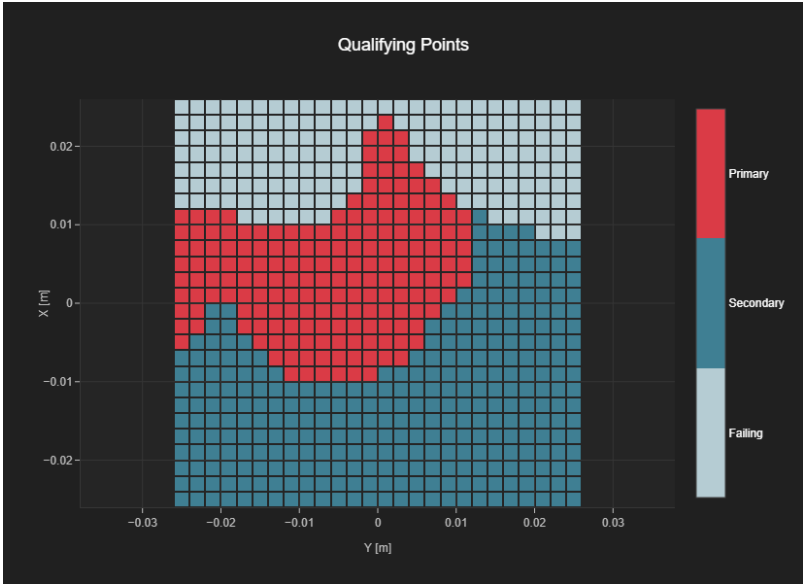 Qualifying Points
0.02
0.01
0
−0.01
−0.02
X [m]
−0.03
−0.02
−0.01
0
0.01
0.02
0.03
Y [m]
Primary
Secondary
Failing